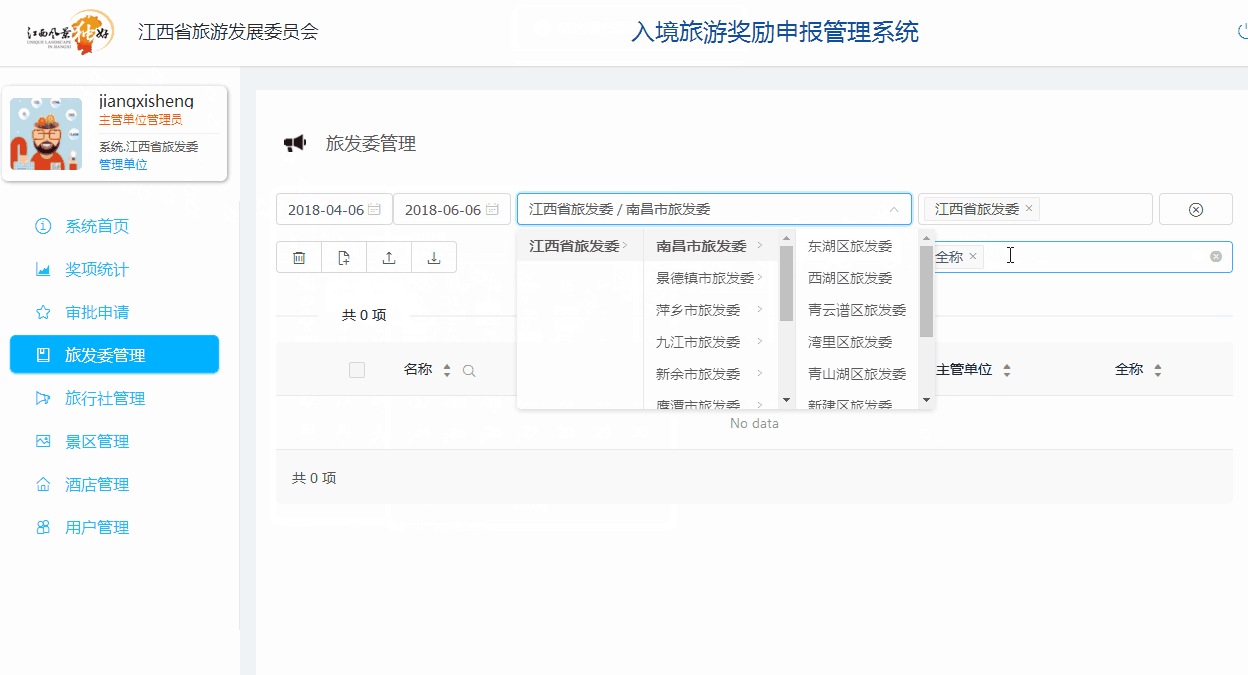 江西风景独好
UNIQUE LANDSCAPE
IN JIANGXI
江西省旅游发展委员会
入境旅游奖励申报管理系统
jiangxisheng
主管单位管理员
系统.江西省旅发委
管理单位
系统首页
奖项统计
审批申请
旅发委管理
旅行社管理
景区管理
酒店管理
用户管理
旅发委管理
2018-04-06
2018-06-06
江西省旅发委 / 南昌市旅发委
江西省旅发委 ×
全称 ×
江西省旅发委
南昌市旅发委
景德镇市旅发委
萍乡市旅发委
九江市旅发委
新余市旅发委
鹰潭市旅发委
东湖区旅发委
西湖区旅发委
青云谱区旅发委
湾里区旅发委
青山湖区旅发委
新建区旅发委
共 0 项
名称
主管单位
全称
No data
共 0 项